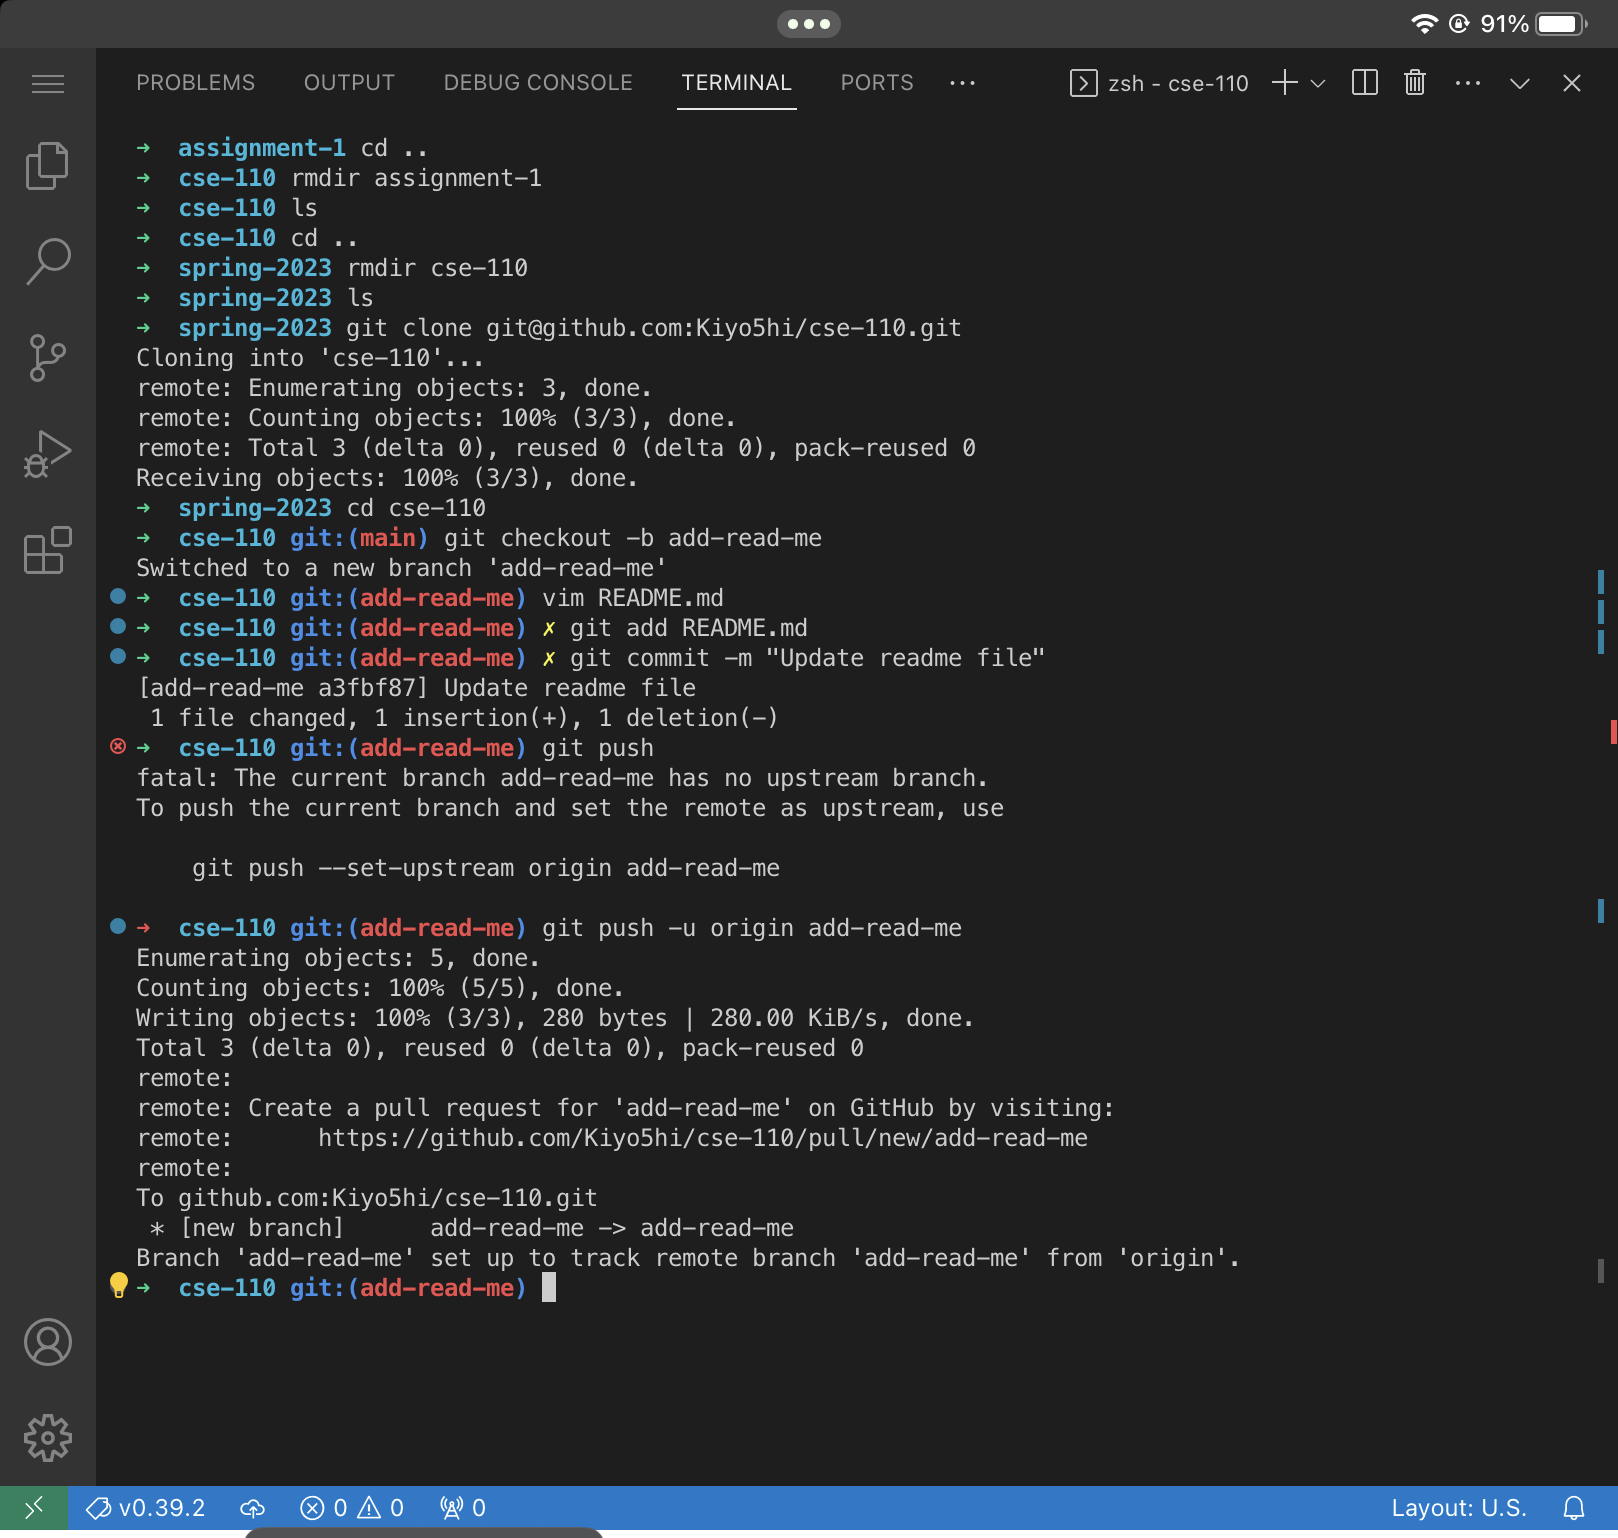 91%
PROBLEMS OUTPUT DEBUG CONSOLE TERMINAL PORTS ··· zsh - cse-110
➜ assignment-1 cd ..
➜ cse-110 rmdir assignment-1
➜ cse-110 ls
➜ cse-110 cd ..
➜ spring-2023 rmdir cse-110
➜ spring-2023 ls
➜ spring-2023 git clone git@github.com:Kiyo5hi/cse-110.git
Cloning into 'cse-110'...
remote: Enumerating objects: 3, done.
remote: Counting objects: 100% (3/3), done.
remote: Total 3 (delta 0), reused 0 (delta 0), pack-reused 0
Receiving objects: 100% (3/3), done.
➜ spring-2023 cd cse-110
➜ cse-110 git:(main) git checkout -b add-read-me
Switched to a new branch 'add-read-me'
➜ cse-110 git:(add-read-me) vim README.md
➜ cse-110 git:(add-read-me) ✗ git add README.md
➜ cse-110 git:(add-read-me) ✗ git commit -m "Update readme file"
[add-read-me a3fbf87] Update readme file
1 file changed, 1 insertion(+), 1 deletion(-)
➜ cse-110 git:(add-read-me) git push
fatal: The current branch add-read-me has no upstream branch.
To push the current branch and set the remote as upstream, use
git push --set-upstream origin add-read-me
➜ cse-110 git:(add-read-me) git push -u origin add-read-me
Enumerating objects: 5, done.
Counting objects: 100% (5/5), done.
Writing objects: 100% (3/3), 280 bytes | 280.00 KiB/s, done.
Total 3 (delta 0), reused 0 (delta 0), pack-reused 0
remote:
remote: Create a pull request for 'add-read-me' on GitHub by visiting:
remote:      https://github.com/Kiyo5hi/cse-110/pull/new/add-read-me
remote:
To github.com:Kiyo5hi/cse-110.git
* [new branch]      add-read-me -> add-read-me
Branch 'add-read-me' set up to track remote branch 'add-read-me' from 'origin'.
➜ cse-110 git:(add-read-me)
v0.39.2 0 0 0 Layout: U.S.